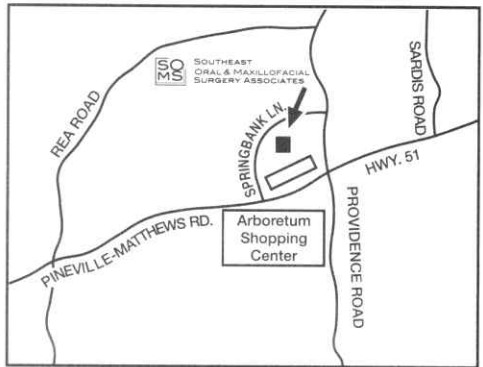 SO
MS
SOUTHEAST
ORAL & MAXILLOFACIAL
SURGERY ASSOCIATES
SARDIS ROAD
REA ROAD
SPRINGBANK LN.
HWY. 51
PINEVILLE-MATTHEWS RD.
Arboretum
Shopping
Center
PROVIDENCE ROAD